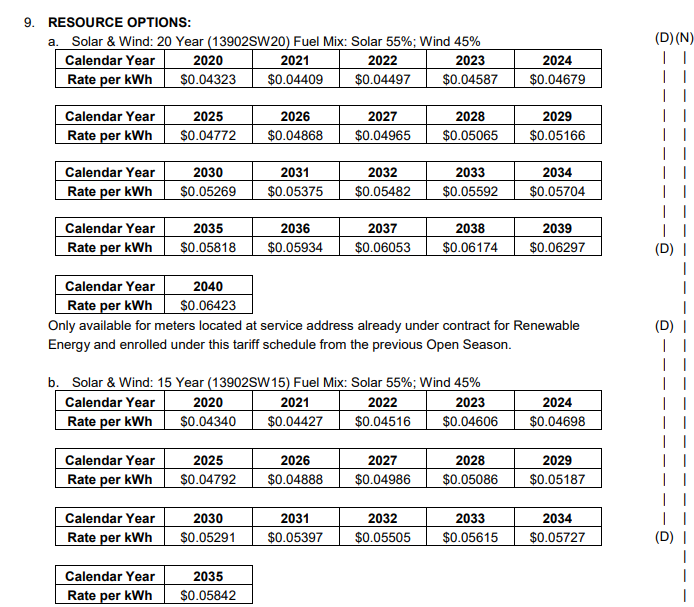 9. RESOURCE OPTIONS:
a. Solar & Wind: 20 Year (13902SW20) Fuel Mix: Solar 55%; Wind 45% (D) (N)
Calendar Year 2020 2021 2022 2023 2024
Rate per kWh $0.04323 $0.04409 $0.04497 $0.04587 $0.04679
Calendar Year 2025 2026 2027 2028 2029
Rate per kWh $0.04772 $0.04868 $0.04965 $0.05065 $0.05166
Calendar Year 2030 2031 2032 2033 2034
Rate per kWh $0.05269 $0.05375 $0.05482 $0.05592 $0.05704
Calendar Year 2035 2036 2037 2038 2039
Rate per kWh $0.05818 $0.05934 $0.06053 $0.06174 $0.06297 (D)
Calendar Year 2040
Rate per kWh $0.06423
Only available for meters located at service address already under contract for Renewable (D)
Energy and enrolled under this tariff schedule from the previous Open Season.
b. Solar & Wind: 15 Year (13902SW15) Fuel Mix: Solar 55%; Wind 45%
Calendar Year 2020 2021 2022 2023 2024
Rate per kWh $0.04340 $0.04427 $0.04516 $0.04606 $0.04698
Calendar Year 2025 2026 2027 2028 2029
Rate per kWh $0.04792 $0.04888 $0.04986 $0.05086 $0.05187
Calendar Year 2030 2031 2032 2033 2034
Rate per kWh $0.05291 $0.05397 $0.05505 $0.05615 $0.05727 (D)
Calendar Year 2035
Rate per kWh $0.05842